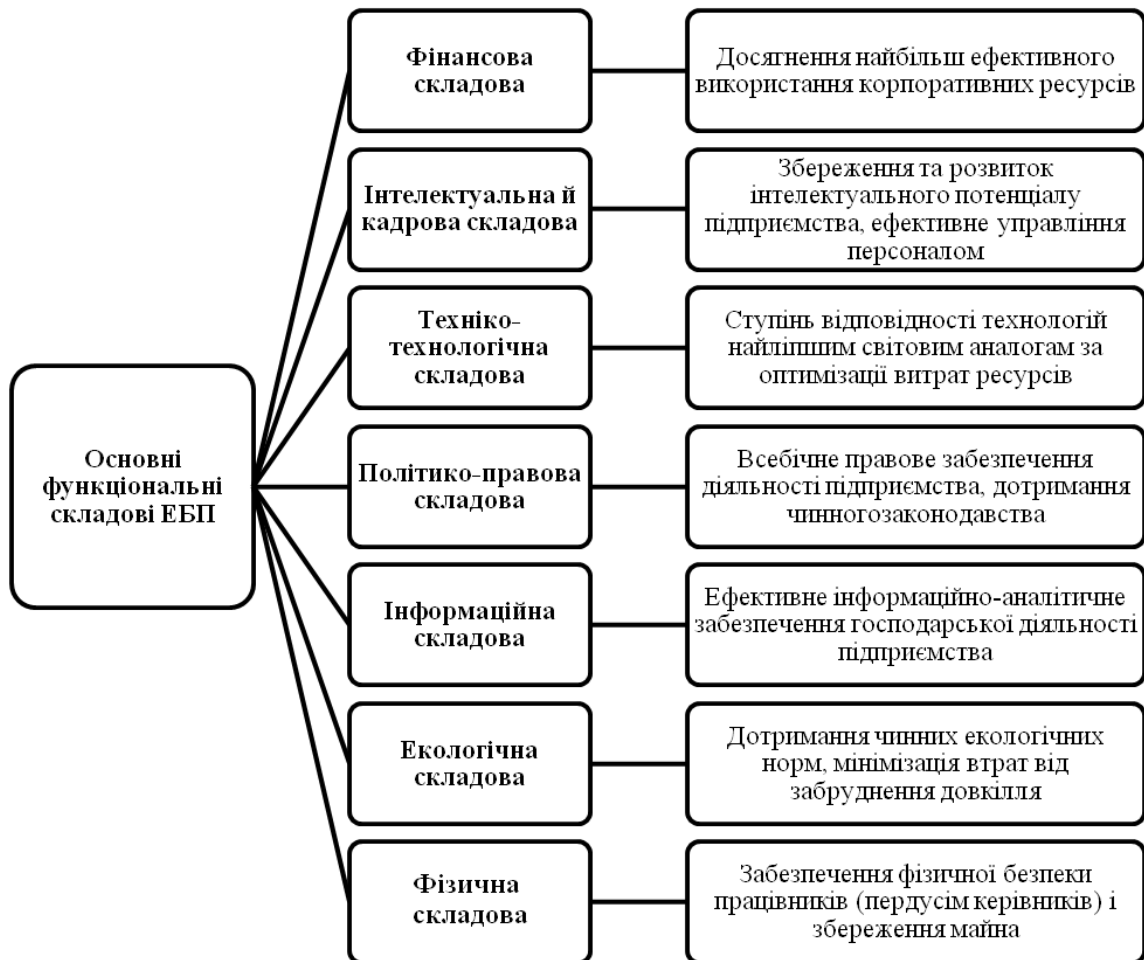 Основні
функціональні
складові ЕБП
Фінансова
складова
Досягнення найбільш ефективного
використання корпоративних ресурсів
Інтелектуальна й
кадрова складова
Збереження та розвиток
інтелектуального потенціалу
підприємства, ефективне управління
персоналом
Техніко-
технологічна
складова
Ступінь відповідності технологій
найліпшим світовим аналогам за
оптимізації витрат ресурсів
Політико-правова
складова
Всебічне правове забезпечення
діяльності підприємства, дотримання
чинногозаконодавства
Інформаційна
складова
Ефективне інформаційно-аналітичне
забезпечення господарської діяльності
підприємства
Екологічна
складова
Дотримання чинних екологічних
норм, мінімізація втрат від
забруднення довкілля
Фізична
складова
Забезпечення фізичної безпеки
працівників (пердусім керівників) і
збереження майна